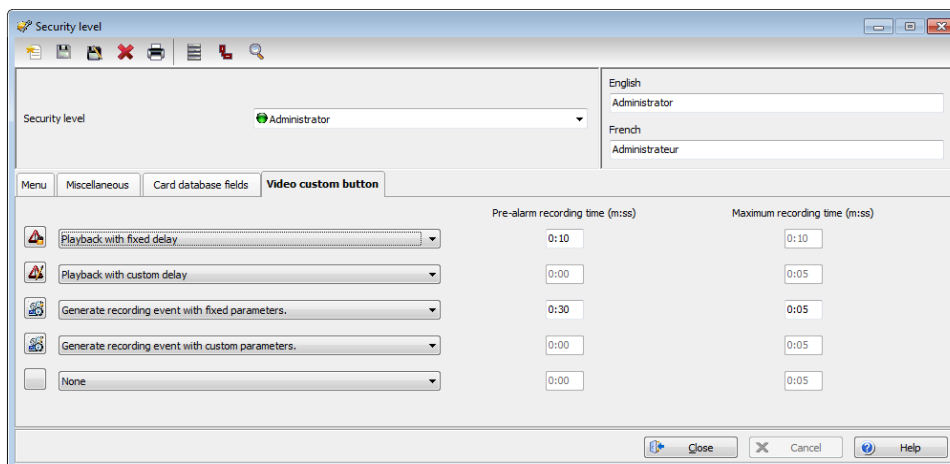 Security level
English
Administrator
Security level
Administrator
French
Administrateur
Menu
Miscellaneous
Card database fields
Video custom button
Pre-alarm recording time (m:ss)
Maximum recording time (m:ss)
Playback with fixed delay
0:10
0:10
Playback with custom delay
0:00
0:05
Generate recording event with fixed parameters.
0:30
0:05
Generate recording event with custom parameters.
0:00
0:05
None
0:00
0:05
Close
Cancel
Help